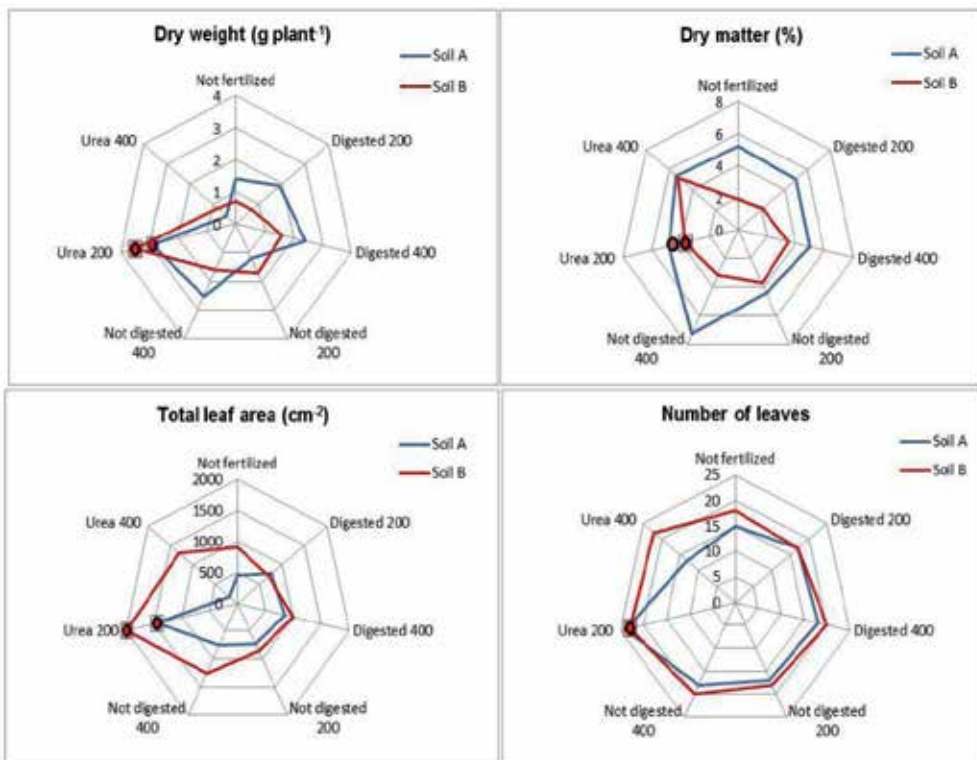 Dry weight (g plant-1)
Soil A
Soil B
Not fertilized
4
3
2
1
0
Urea 400
Digested 200
Urea 200
Digested 400
Not digested
400
Not digested
200
Dry matter (%)
Soil A
Soil B
Not fertilized
8
6
4
2
0
Urea 400
Digested 200
Urea 200
Digested 400
Not digested
400
Not digested
200
Total leaf area (cm-2)
Soil A
Soil B
Not fertilized
2000
1500
1000
500
0
Urea 400
Digested 200
Urea 200
Digested 400
Not digested
400
Not digested
200
Number of leaves
Soil A
Soil B
Not fertilized
25
20
15
10
5
0
Urea 400
Digested 200
Urea 200
Digested 400
Not digested
400
Not digested
200